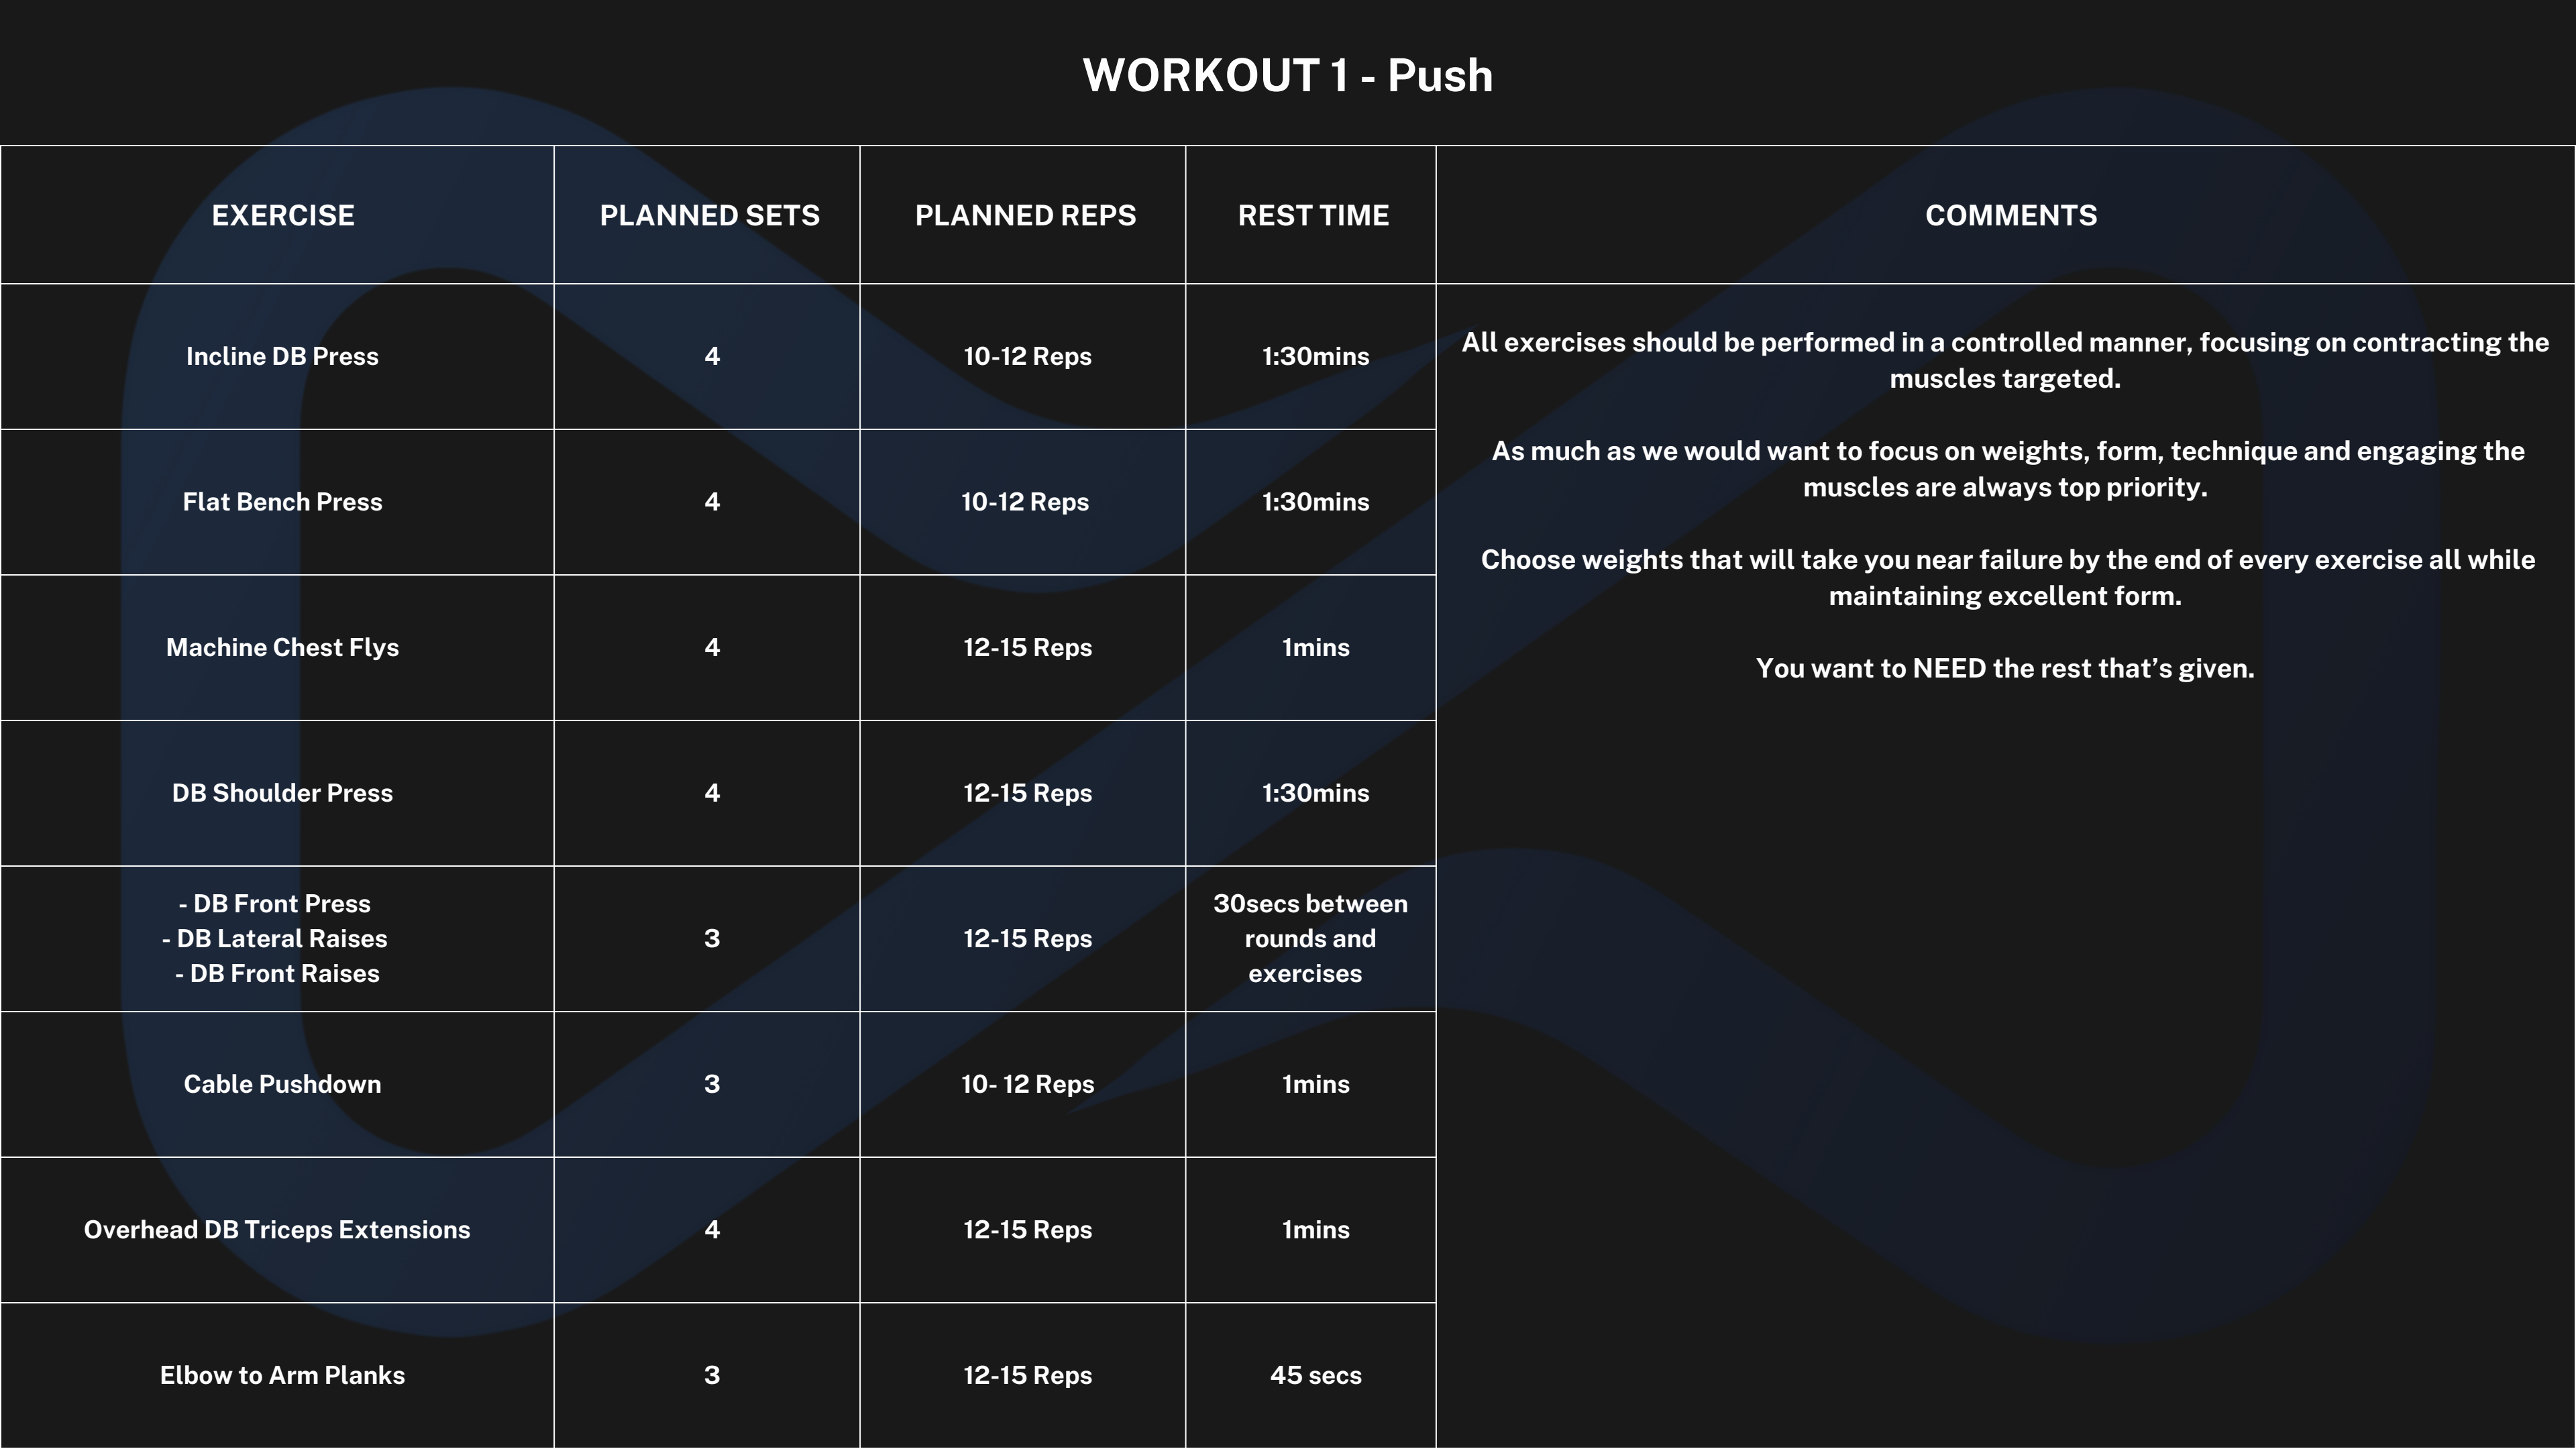 WORKOUT 1 - Push
EXERCISE
PLANNED SETS
PLANNED REPS
REST TIME
COMMENTS
Incline DB Press
4
10-12 Reps
1:30mins
Flat Bench Press
4
10-12 Reps
1:30mins
Machine Chest Flys
4
12-15 Reps
1mins
DB Shoulder Press
4
12-15 Reps
1:30mins
- DB Front Press
- DB Lateral Raises
- DB Front Raises
3
12-15 Reps
30secs between
rounds and
exercises
Cable Pushdown
3
10- 12 Reps
1mins
Overhead DB Triceps Extensions
4
12-15 Reps
1mins
Elbow to Arm Planks
3
12-15 Reps
45 secs
All exercises should be performed in a controlled manner, focusing on contracting the
muscles targeted.
As much as we would want to focus on weights, form, technique and engaging the
muscles are always top priority.
Choose weights that will take you near failure by the end of every exercise all while
maintaining excellent form.
You want to NEED the rest that’s given.